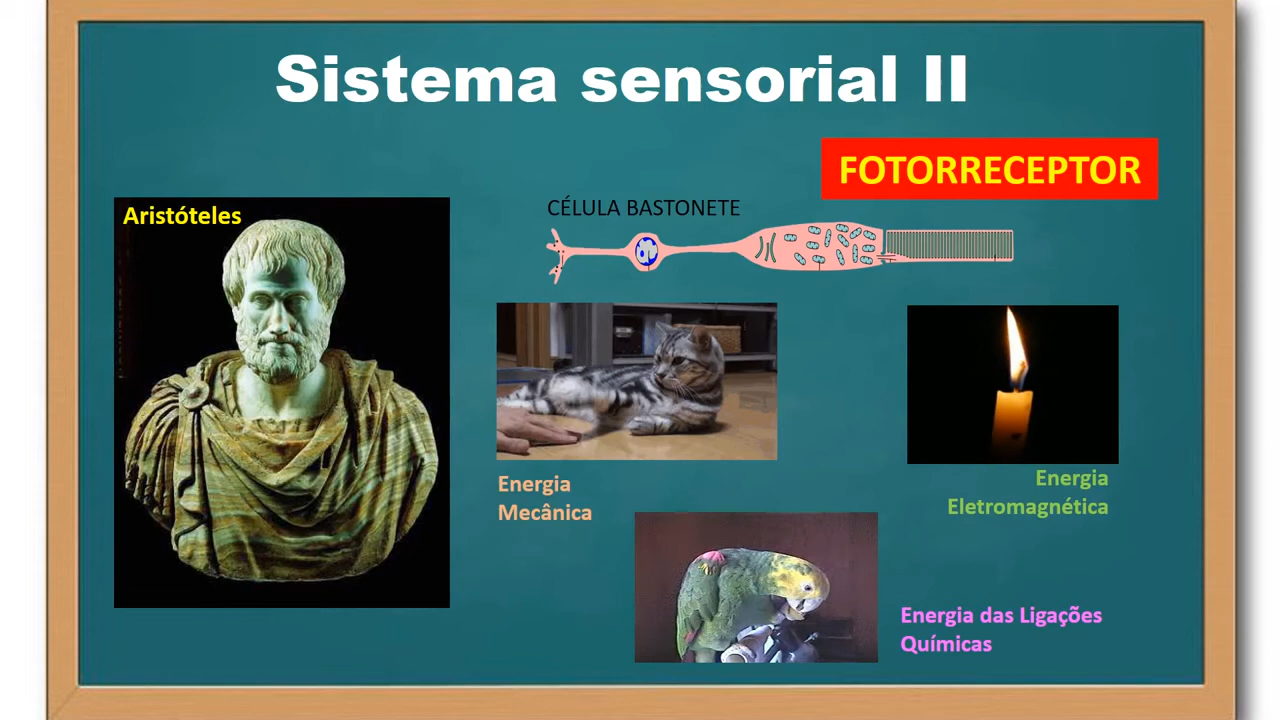 Sistema sensorial II
FOTORRECEPTOR
Aristóteles
CÉLULA BASTONETE
Energia
Mecânica
Energia
Eletromagnética
Energia das Ligações
Químicas